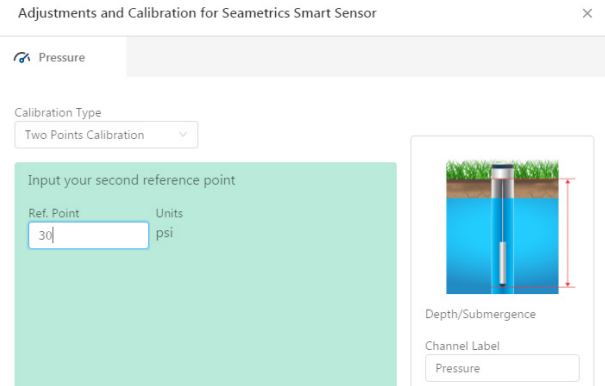 Adjustments and Calibration for Seametrics Smart Sensor
Pressure
Calibration Type
Two Points Calibration
Input your second reference point
Ref. Point Units
30 psi
Depth/Submergence
Channel Label
Pressure